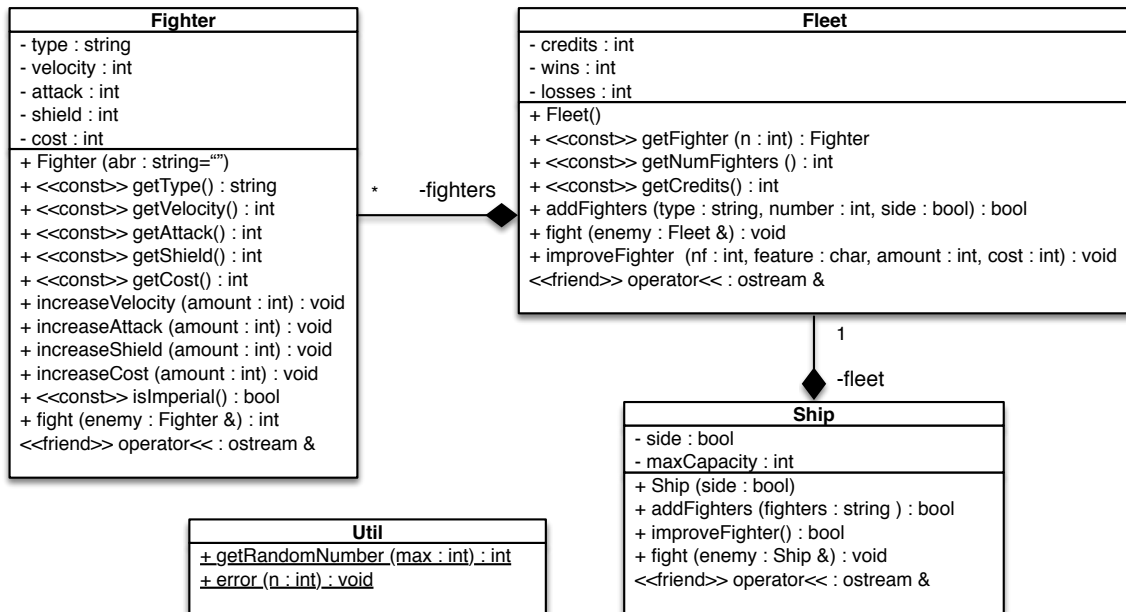 Fighter
- type : string
- velocity : int
- attack : int
- shield : int
- cost : int
+ Fighter (abr : string=“”)
+ <<const>> getType() : string
+ <<const>> getVelocity() : int
+ <<const>> getAttack() : int
+ <<const>> getShield() : int
+ <<const>> getCost() : int
+ increaseVelocity (amount : int) : void
+ increaseAttack (amount : int) : void
+ increaseShield (amount : int) : void
+ increaseCost (amount : int) : void
+ <<const>> isImperial() : bool
+ fight (enemy : Fighter &) : int
<<friend>> operator<< : ostream &
* -fighters
Fleet
- credits : int
- wins : int
- losses : int
+ Fleet()
+ <<const>> getFighter (n : int) : Fighter
+ <<const>> getNumFighters () : int
+ <<const>> getCredits() : int
+ addFighters (type : string, number : int, side : bool) : bool
+ fight (enemy : Fleet &) : void
+ improveFighter (nf : int, feature : char, amount : int, cost : int) : void
<<friend>> operator<< : ostream &
1
-fleet
Ship
- side : bool
- maxCapacity : int
+ Ship (side : bool)
+ addFighters (fighters : string ) : bool
+ improveFighter() : bool
+ fight (enemy : Ship &) : void
<<friend>> operator<< : ostream &
Util
+ getRandomNumber (max : int) : int
+ error (n : int) : void